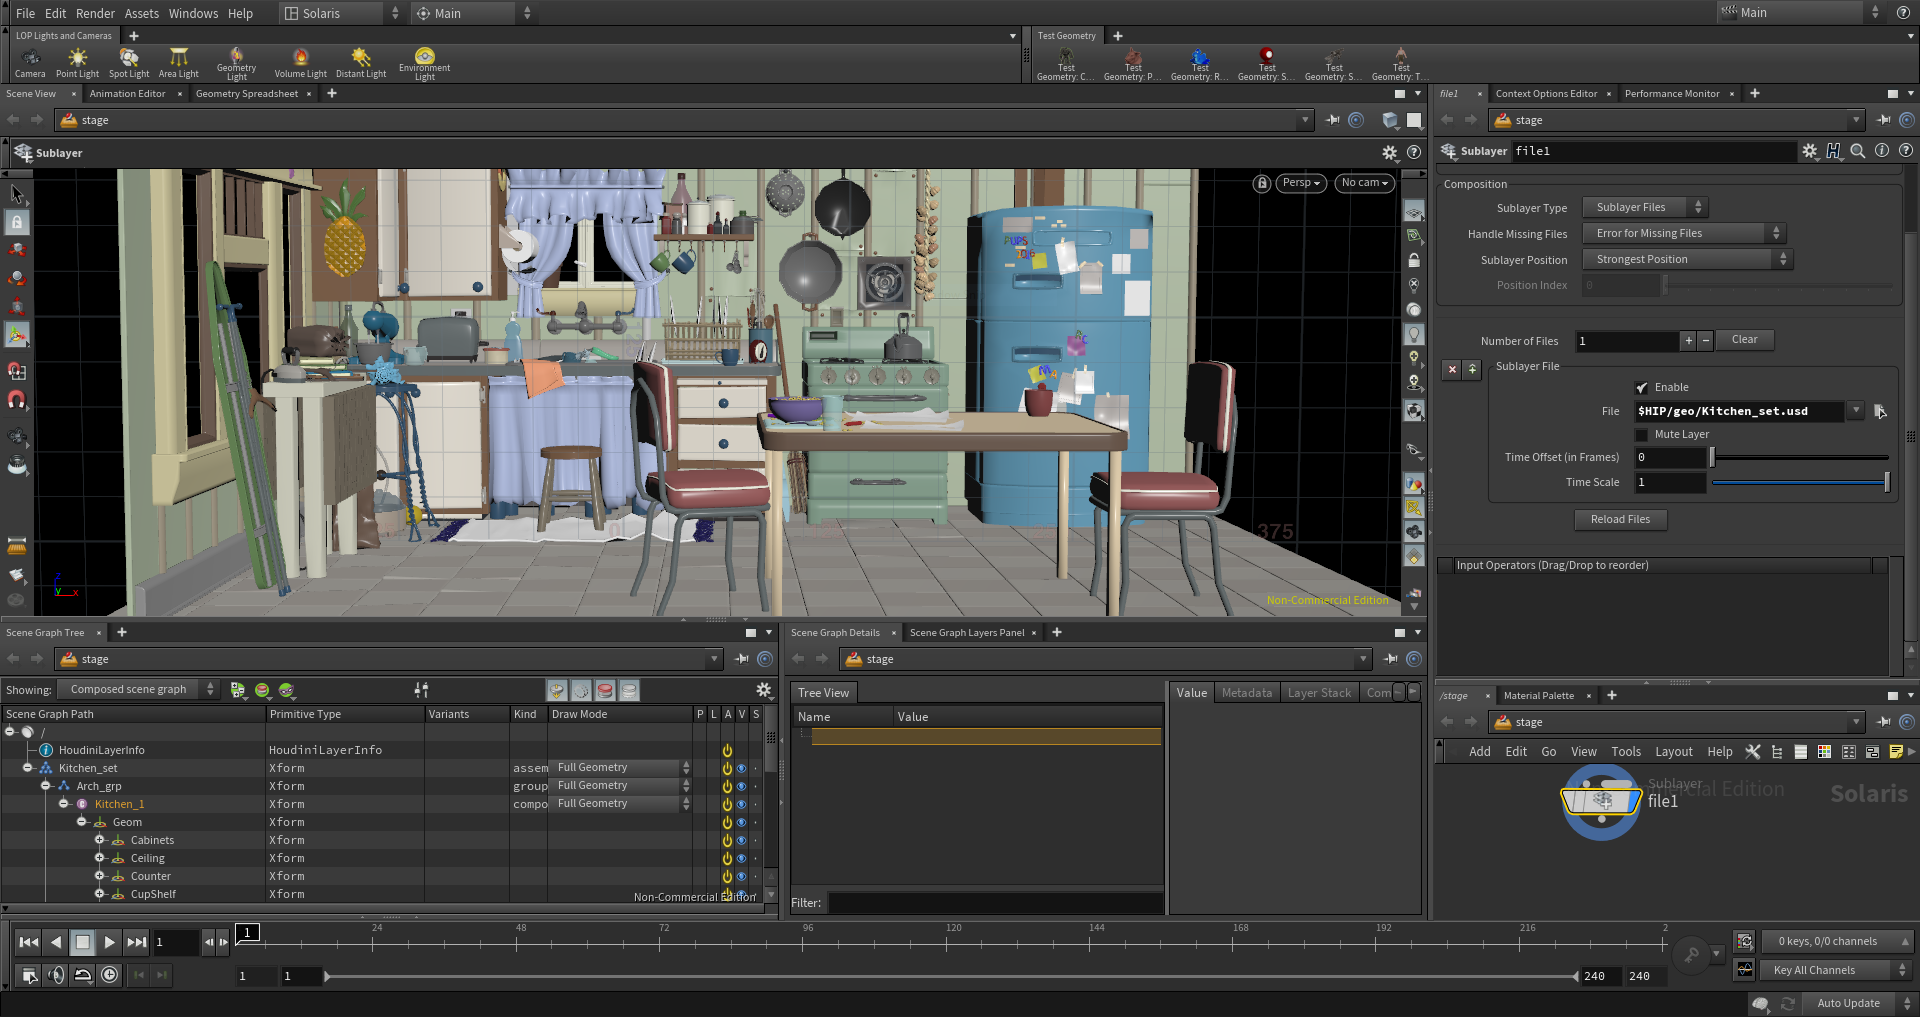 File Edit Render Assets Windows Help Solaris Main Main
LOP Lights and Cameras Test Geometry
Camera Point Light Spot Light Area Light Geometry Light Volume Light Distant Light Environment Light
Test Geometry: C... Test Geometry: P... Test Geometry: R... Test Geometry: S... Test Geometry: S... Test Geometry: T...
Scene View Animation Editor Geometry Spreadsheet file1 Context Options Editor Performance Monitor
stage stage
Sublayer Sublayer file1
Persp No cam
Composition
Sublayer Type Sublayer Files
Handle Missing Files Error for Missing Files
Sublayer Position Strongest Position
Position Index 0
Number of Files 1 + − Clear
Sublayer File
Enable
File $HIP/geo/Kitchen_set.usd
Mute Layer
Time Offset (in Frames) 0
Time Scale 1
Reload Files
Input Operators (Drag/Drop to reorder)
PUPS
375
z
y x
Non-Commercial Edition
Scene Graph Tree Scene Graph Details Scene Graph Layers Panel
stage stage
Showing: Composed scene graph
Tree View Value Metadata Layer Stack Com
Scene Graph Path Primitive Type Variants Kind Draw Mode P L A V S
Name Value
/
HoudiniLayerInfo HoudiniLayerInfo
Kitchen_set Xform assem Full Geometry
Arch_grp Xform group Full Geometry
Kitchen_1 Xform compo Full Geometry
Geom Xform
Cabinets Xform
Ceiling Xform
Counter Xform
CupShelf Xform
Non-Commercial Edition
Filter:
/stage Material Palette
stage
Add Edit Go View Tools Layout Help
Sublayer
file1
mercial Edition
Solaris
1 1 24 48 72 96 120 144 168 192 216 2
1 1 240 240
0 keys, 0/0 channels
Key All Channels
Auto Update